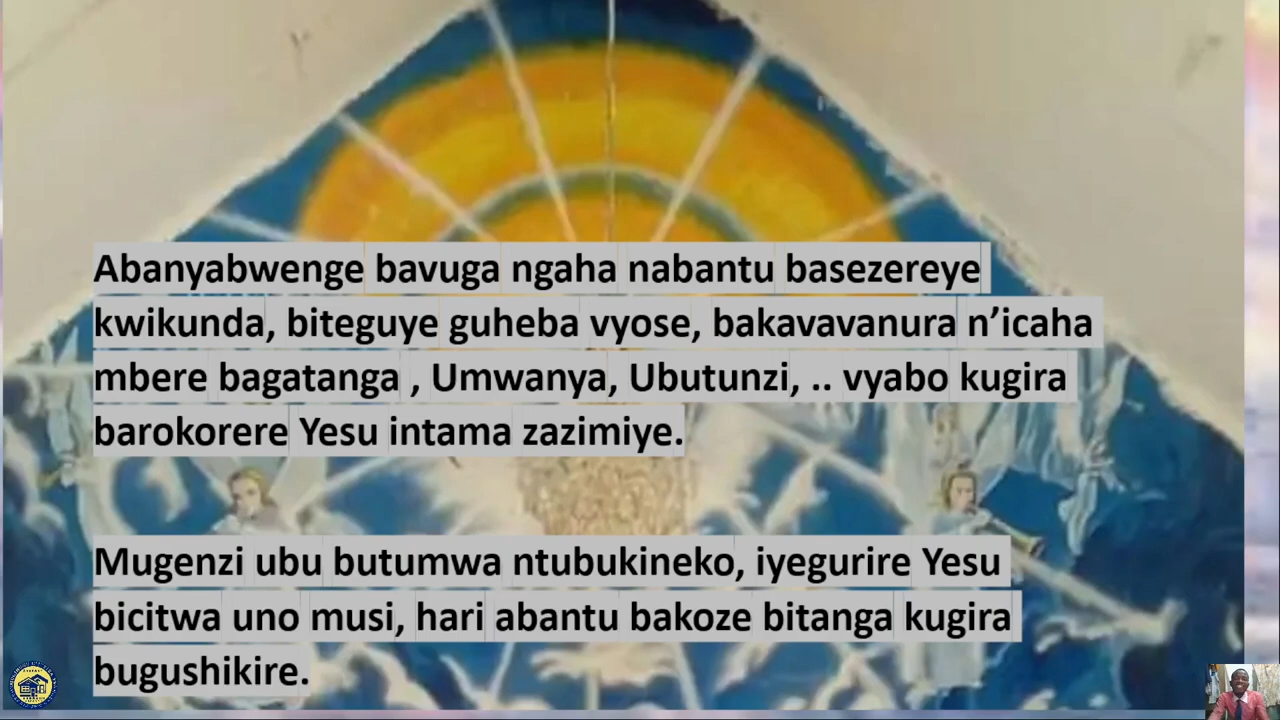 Abanyabwenge bavuga ngaha nabantu basezereye
kwikunda, biteguye guheba vyose, bakavavanura n’icaha
mbere bagatanga , Umwanya, Ubutunzi, .. vyabo kugira
barokorere Yesu intama zazimiye.
Mugenzi ubu butumwa ntubukineko, iyegurire Yesu
bicitwa uno musi, hari abantu bakoze bitanga kugira
bugushikire.